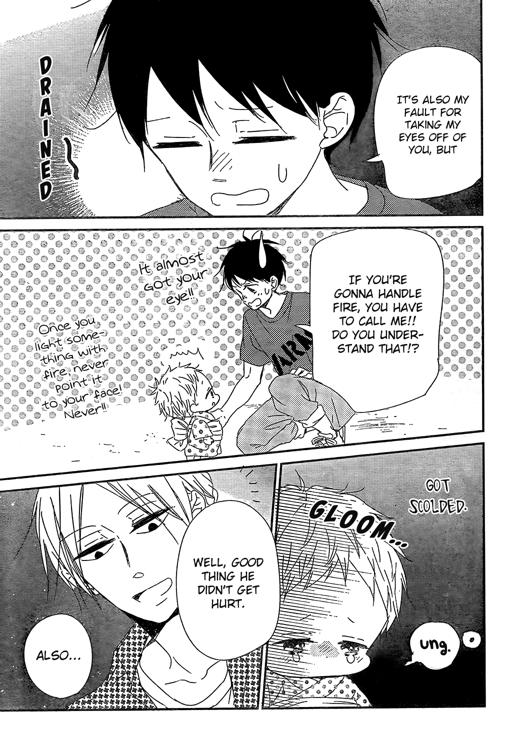 IT'S ALSO MY
FAULT FOR
TAKING MY
EYES OFF OF
YOU, BUT
DRAINED
IF YOU'RE
GONNA HANDLE
FIRE, YOU HAVE
TO CALL ME!!
DO YOU UNDER-
STAND THAT!?
It almost
got your
eye!!
Once you
light some-
thing with
fire, never
point it
to your face!
Never!!
ARM
GOT
SCOLDED.
GLOOM...
ung.
WELL, GOOD
THING HE
DIDN'T GET
HURT.
ALSO...